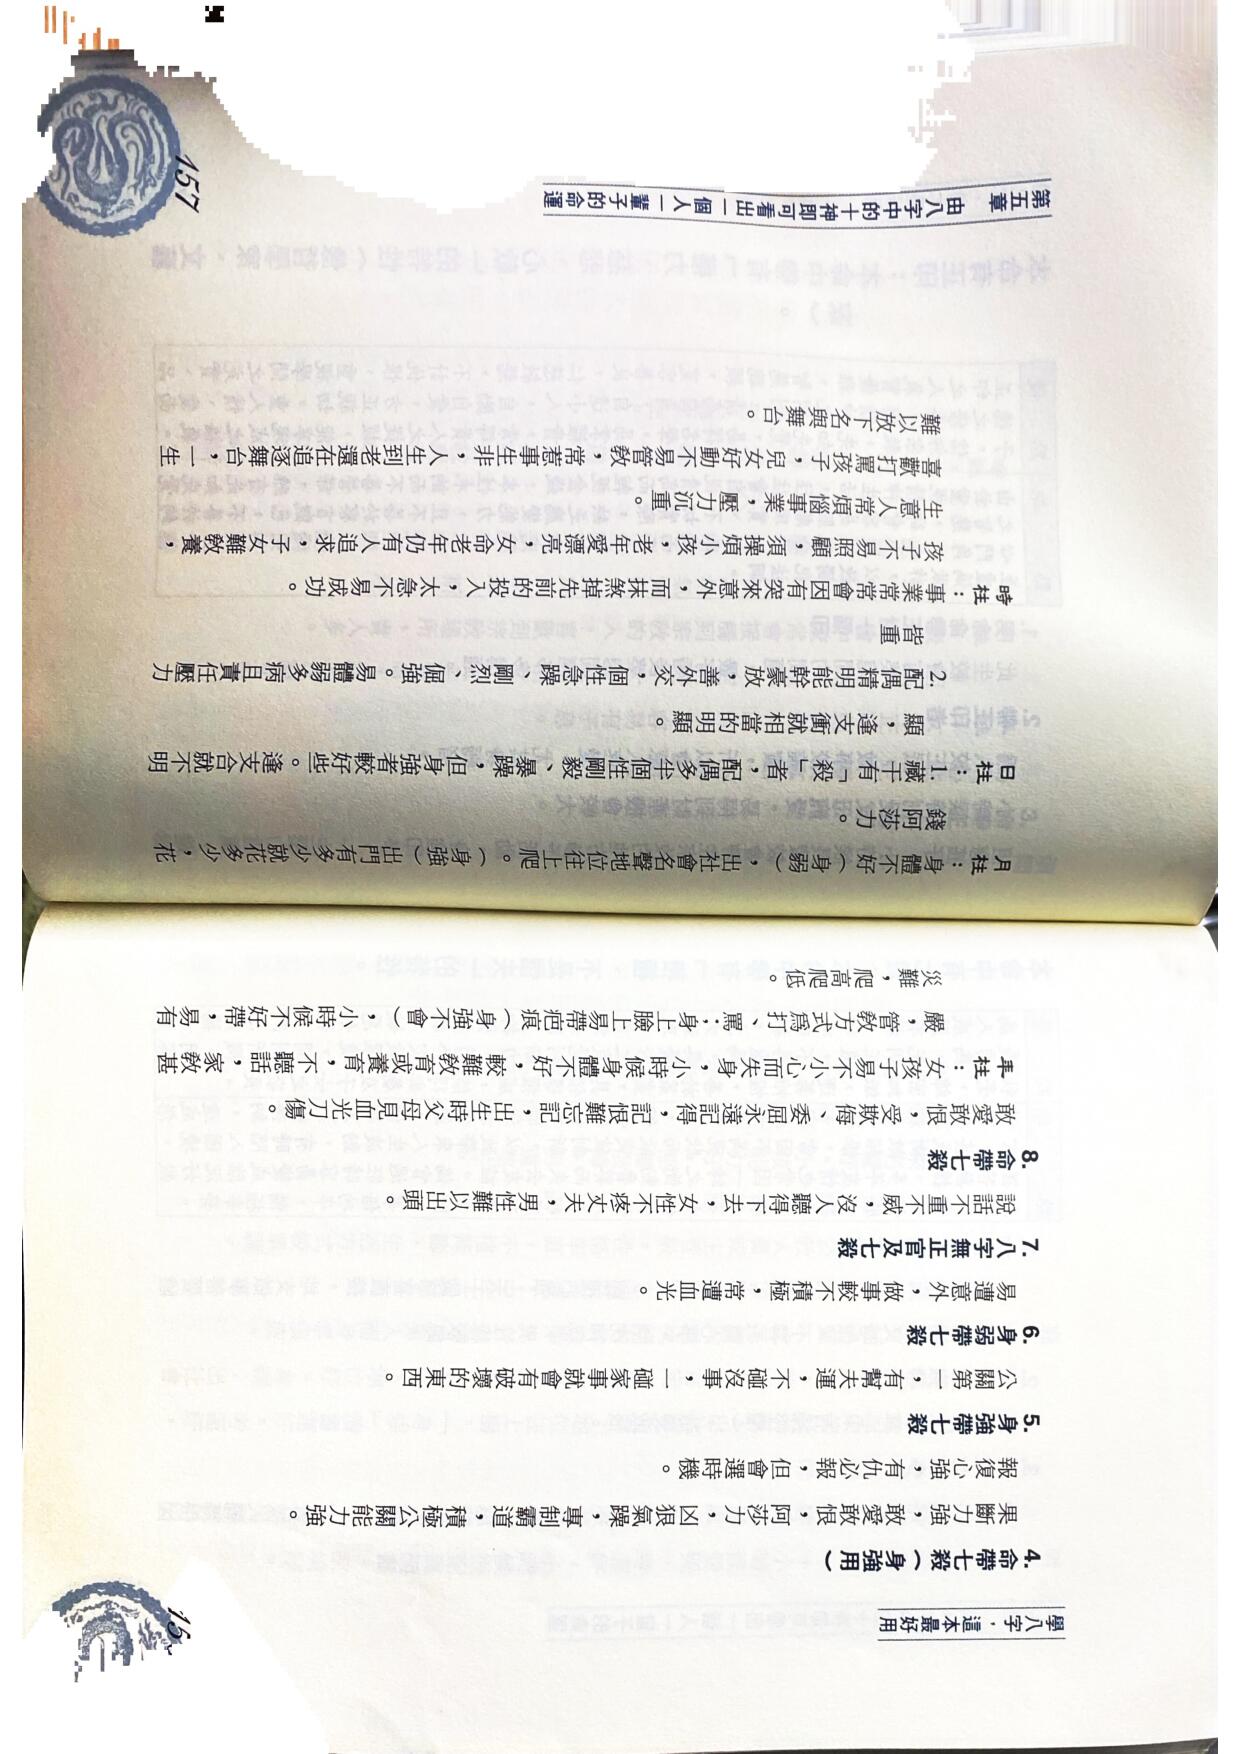 學八字，這本最好用
4.命帶七殺（身強用）
果斷力強，敢愛敢恨，阿莎力，凶狠氣躁，專制霸道，積極公關能力強。
報復心強，有仇必報，但會選時機。
5.身強帶七殺
公關第一，有幫夫運，不碰沒事，一碰家事就會有破壞的東西。
6.身弱帶七殺
易遭意外，做事較不積極，常遭血光。
7.八字無正官及七殺
說話不重不威，沒人聽得下去，女性不疼丈夫，男性難以出頭。
8.命帶七殺
敢愛敢恨，受欺侮、委屈永遠記得，記恨難忘記，出生時父母見血光刀傷。
年柱：女孩子易不小心而失身，小時候身體不好，較難教育或養育，不聽話，家教甚
嚴，管教方式為打、罵；身上臉上易帶疤痕（身強不會），小時候不好帶，易有
災難，爬高爬低。
15
月柱：身體不好（身弱），出社會名聲地位往上爬。（身強）出門有多少就花多少，花
錢阿莎力。
日柱：1.藏干有「殺」者，配偶多半個性剛毅、暴躁，但身強者較好些。逢支合就不明
顯，逢支衝就相當的明顯。
2.配偶精明能幹豪放，善外交，個性急躁、剛烈、倔強。易體弱多病且責任壓力
皆重
時柱：事業常常會因有突來意外，而抹煞掉先前的投入，太急不易成功。
孩子不易照顧，須操煩小孩，老年愛漂亮，女命老年仍有人追求，子女難教養，
生意人常煩惱事業，壓力沉重。
喜歡打罵孩子，兒女好動不易管教，常惹事生非，人生到老還在追逐舞台，一生
難以放下名與舞台。
第五章　由八字中的十神即可看出一個人一輩子的命運
157